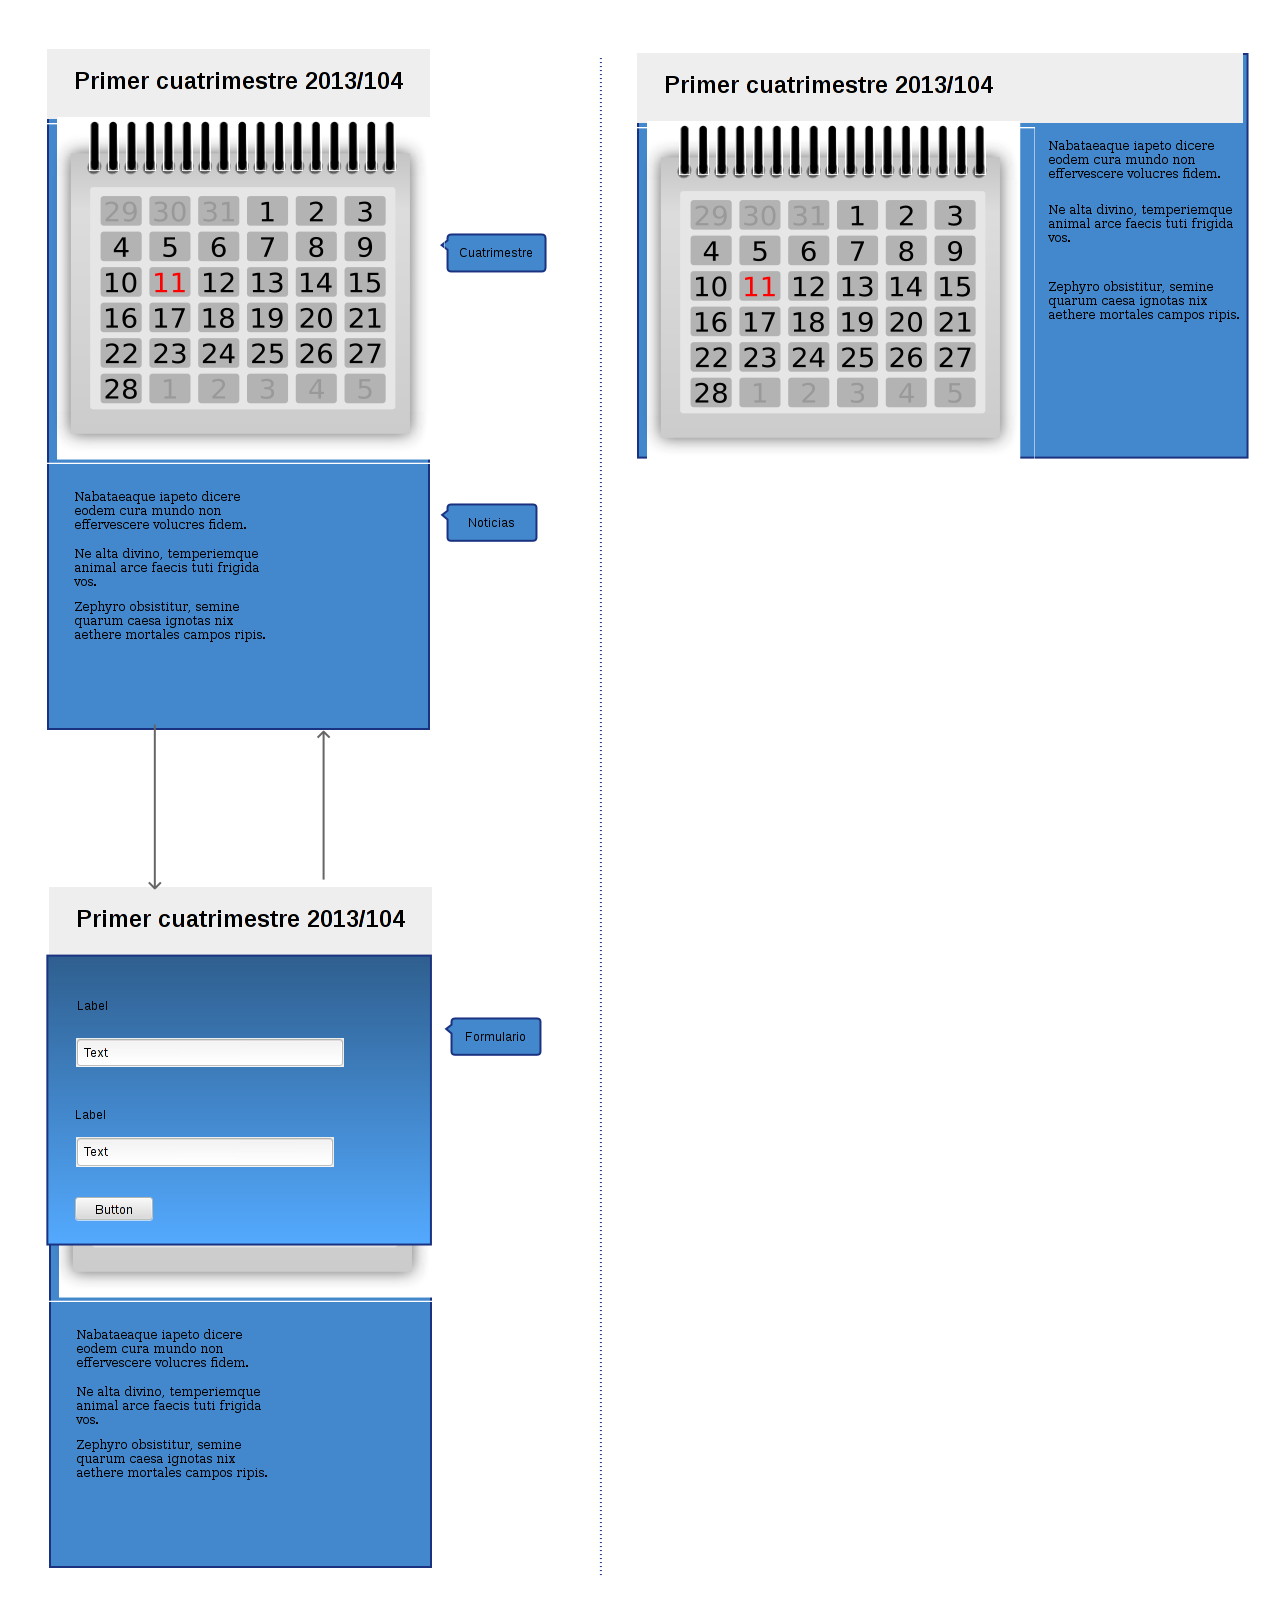 Primer cuatrimestre 2013/104
29 30 31 1 2 3
4 5 6 7 8 9
10 11 12 13 14 15
16 17 18 19 20 21
22 23 24 25 26 27
28 1 2 3 4 5
Cuatrimestre
Nabataeaque iapeto dicere
eodem cura mundo non
effervescere volucres fidem.
Ne alta divino, temperiemque
animal arce faecis tuti frigida
vos.
Zephyro obsistitur, semine
quarum caesa ignotas nix
aethere mortales campos ripis.
Noticias
Primer cuatrimestre 2013/104
Label
Text
Label
Text
Button
Formulario
Nabataeaque iapeto dicere
eodem cura mundo non
effervescere volucres fidem.
Ne alta divino, temperiemque
animal arce faecis tuti frigida
vos.
Zephyro obsistitur, semine
quarum caesa ignotas nix
aethere mortales campos ripis.
Primer cuatrimestre 2013/104
29 30 31 1 2 3
4 5 6 7 8 9
10 11 12 13 14 15
16 17 18 19 20 21
22 23 24 25 26 27
28 1 2 3 4 5
Nabataeaque iapeto dicere
eodem cura mundo non
effervescere volucres fidem.
Ne alta divino, temperiemque
animal arce faecis tuti frigida
vos.
Zephyro obsistitur, semine
quarum caesa ignotas nix
aethere mortales campos ripis.